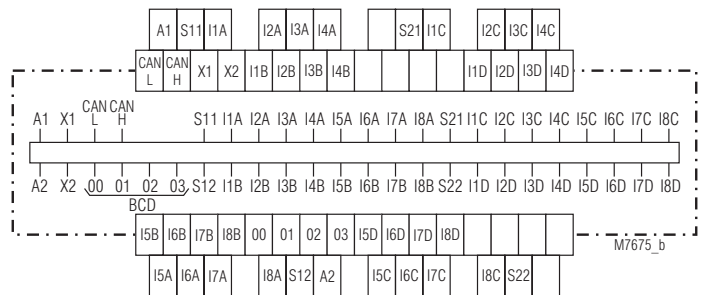 A1 S11 I1A I2A I3A I4A S21 I1C I2C I3C I4C
CAN L CAN H X1 X2 I1B I2B I3B I4B I1D I2D I3D I4D
A1 X1 CAN L CAN H S11 I1A I2A I3A I4A I5A I6A I7A I8A S21 I1C I2C I3C I4C I5C I6C I7C I8C
A2 X2 00 01 02 03 S12 I1B I2B I3B I4B I5B I6B I7B I8B S22 I1D I2D I3D I4D I5D I6D I7D I8D
BCD
I5B I6B I7B I8B 00 01 02 03 I5D I6D I7D I8D
M7675_b
I5A I6A I7A I8A S12 A2 I5C I6C I7C I8C S22